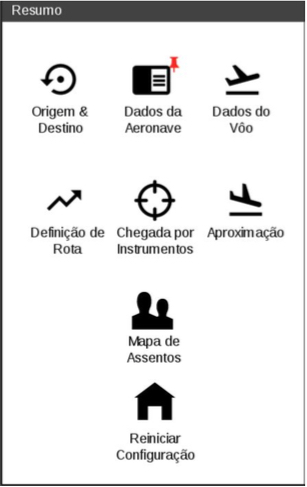 Resumo
Origem &
Destino
Dados da
Aeronave
Dados do
Vôo
Definição de
Rota
Chegada por
Instrumentos
Aproximação
Mapa de
Assentos
Reiniciar
Configuração